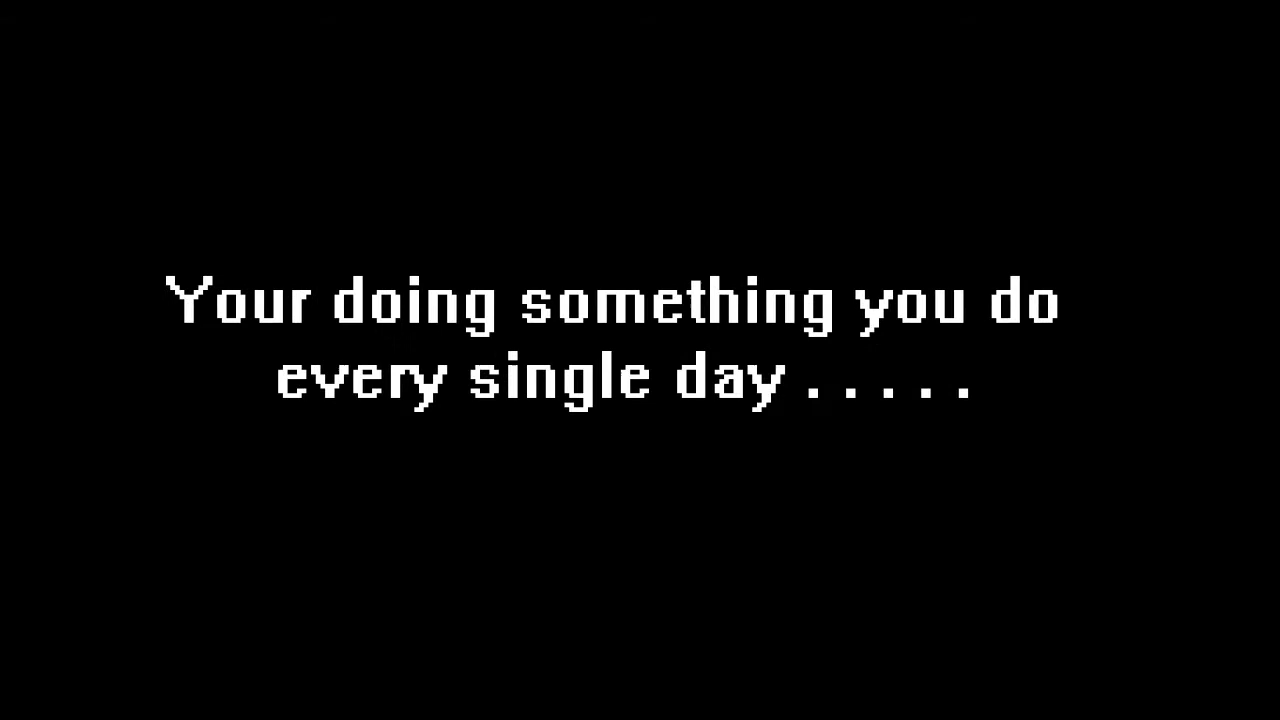 Your doing something you do
every single day . . . . .